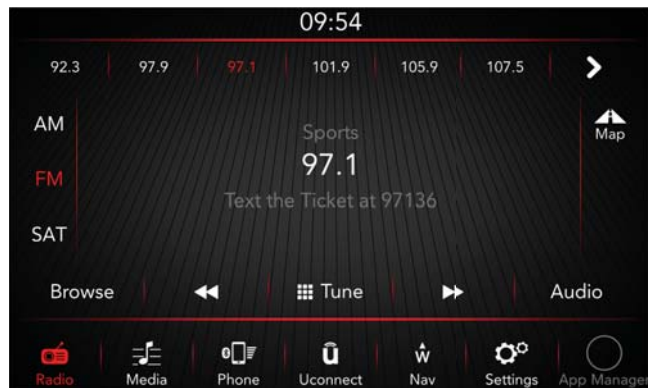 09:54
92.3 97.9 97.1 101.9 105.9 107.5
AM
Map
Sports
97.1
FM
Text the Ticket at 97136
SAT
Browse Tune Audio
Radio Media Phone Uconnect Nav Settings App Manager